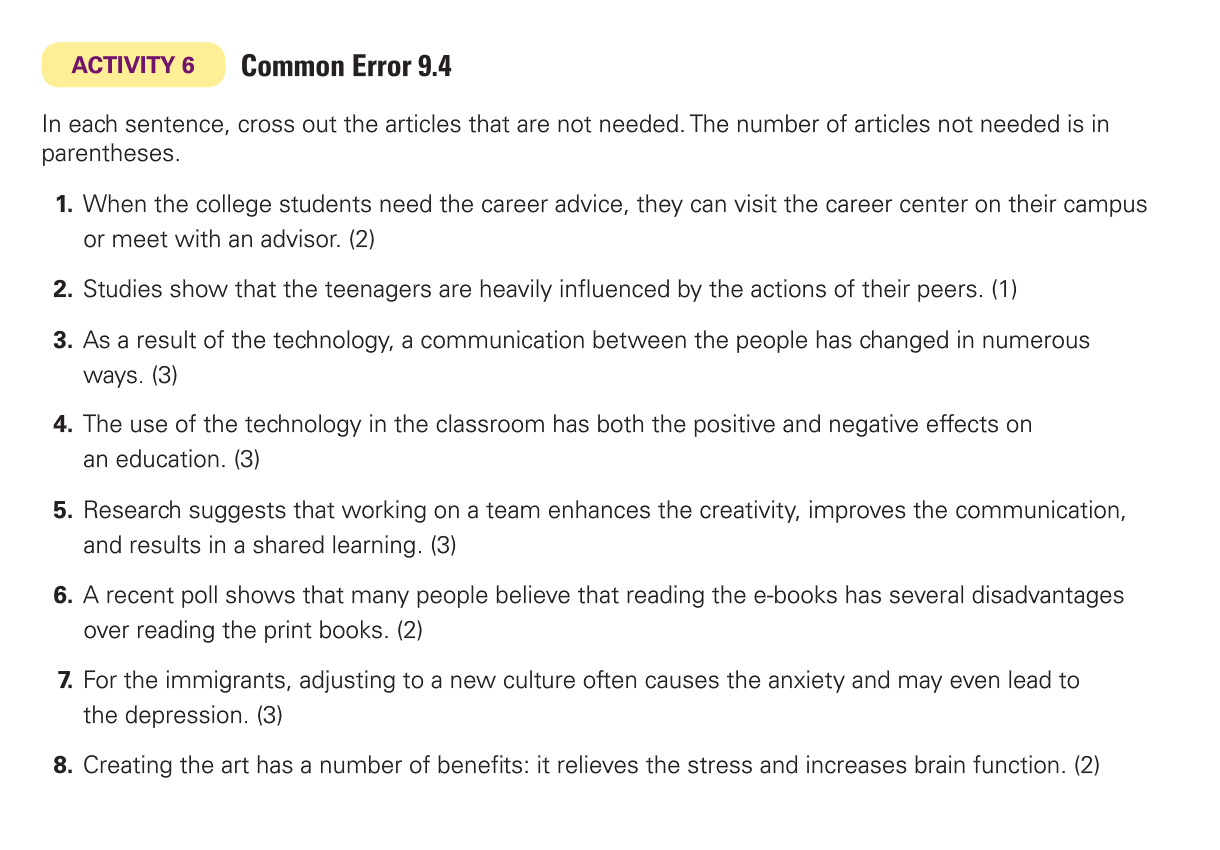 ACTIVITY 6 Common Error 9.4
In each sentence, cross out the articles that are not needed. The number of articles not needed is in
parentheses.
1. When the college students need the career advice, they can visit the career center on their campus
or meet with an advisor. (2)
2. Studies show that the teenagers are heavily influenced by the actions of their peers. (1)
3. As a result of the technology, a communication between the people has changed in numerous
ways. (3)
4. The use of the technology in the classroom has both the positive and negative effects on
an education. (3)
5. Research suggests that working on a team enhances the creativity, improves the communication,
and results in a shared learning. (3)
6. A recent poll shows that many people believe that reading the e-books has several disadvantages
over reading the print books. (2)
7. For the immigrants, adjusting to a new culture often causes the anxiety and may even lead to
the depression. (3)
8. Creating the art has a number of benefits: it relieves the stress and increases brain function. (2)